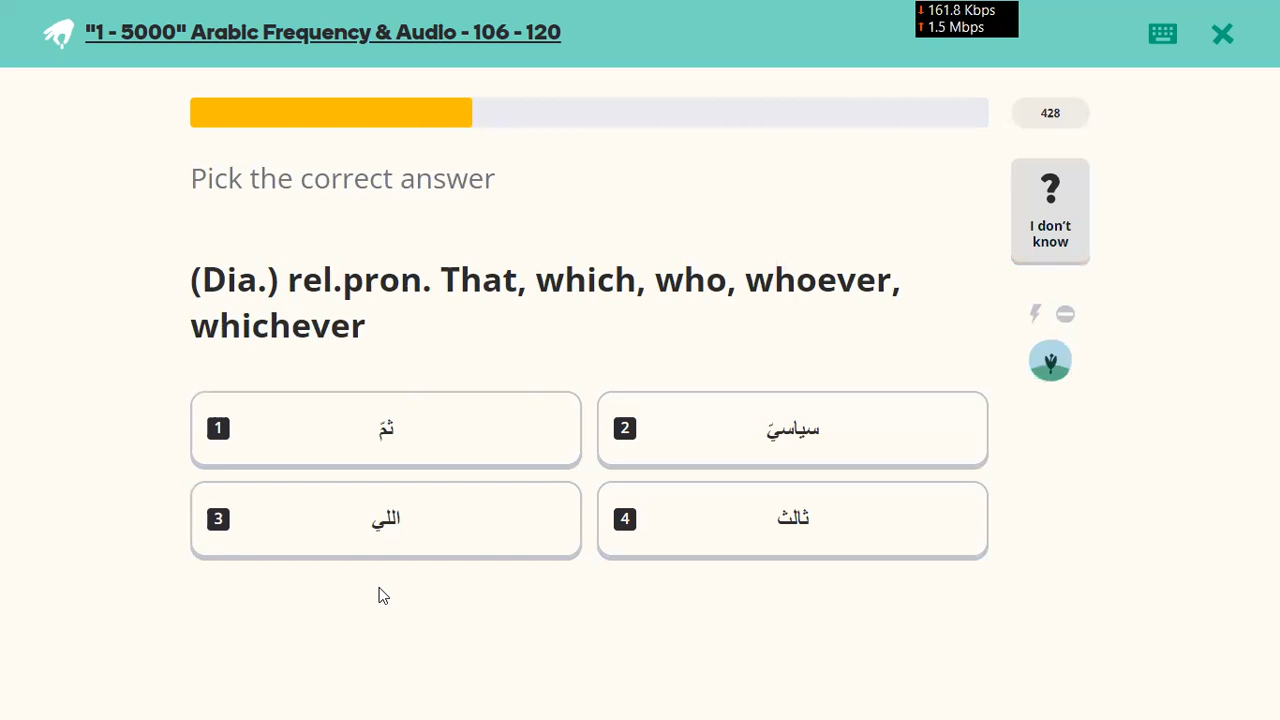 "1 - 5000" Arabic Frequency & Audio - 106 - 120
161.8 Kbps
1.5 Mbps
428
Pick the correct answer
?
I don't
know
(Dia.) rel.pron. That, which, who, whoever,
whichever
1 ثمّ
2 سياسيّ
3 اللي
4 ثالث